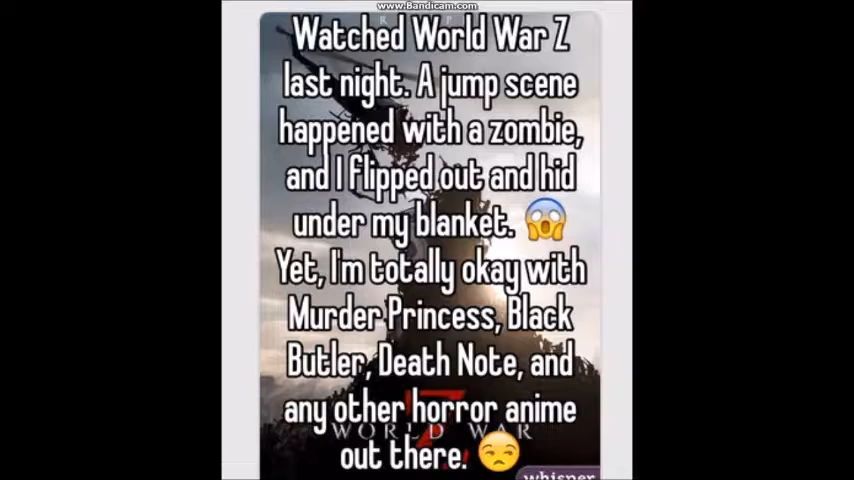 www.Bandicam.com
Watched World War Z
last night. A jump scene
happened with a zombie,
and I flipped out and hid
under my blanket. 😱
Yet, I'm totally okay with
Murder Princess, Black
Butler, Death Note, and
any other horror anime
WORLD WAR Z
out there. 😒
whisper